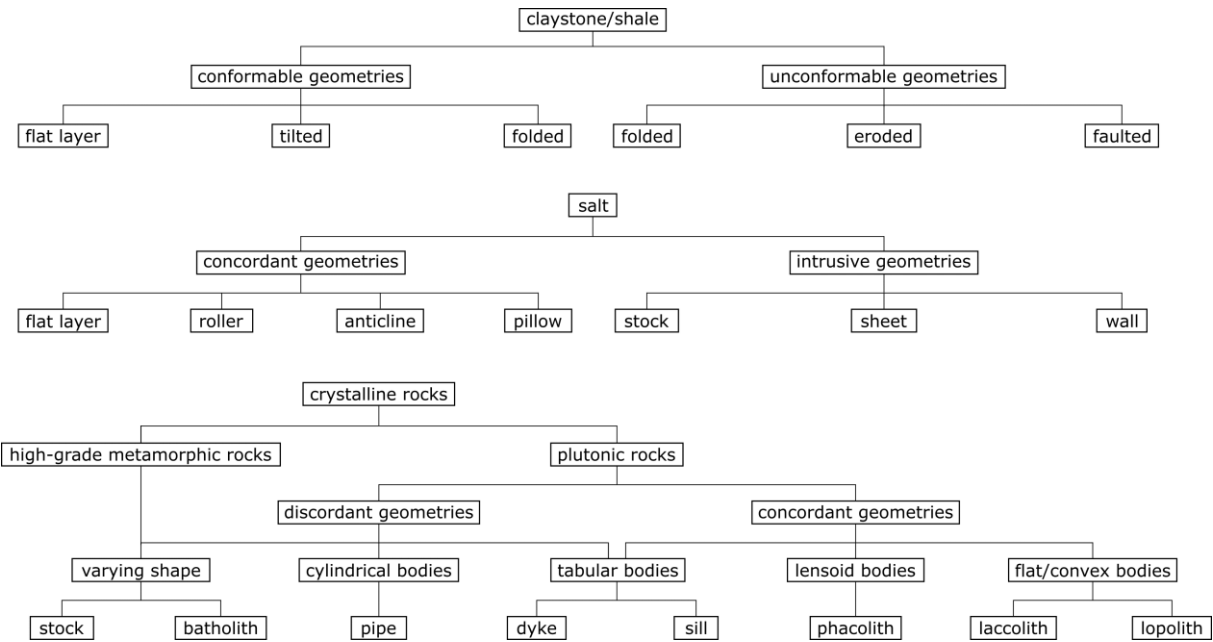 claystone/shale
conformable geometries
unconformable geometries
flat layer
tilted
folded
folded
eroded
faulted
salt
concordant geometries
intrusive geometries
flat layer
roller
anticline
pillow
stock
sheet
wall
crystalline rocks
high-grade metamorphic rocks
plutonic rocks
discordant geometries
concordant geometries
varying shape
cylindrical bodies
tabular bodies
lensoid bodies
flat/convex bodies
stock
batholith
pipe
dyke
sill
phacolith
laccolith
lopolith